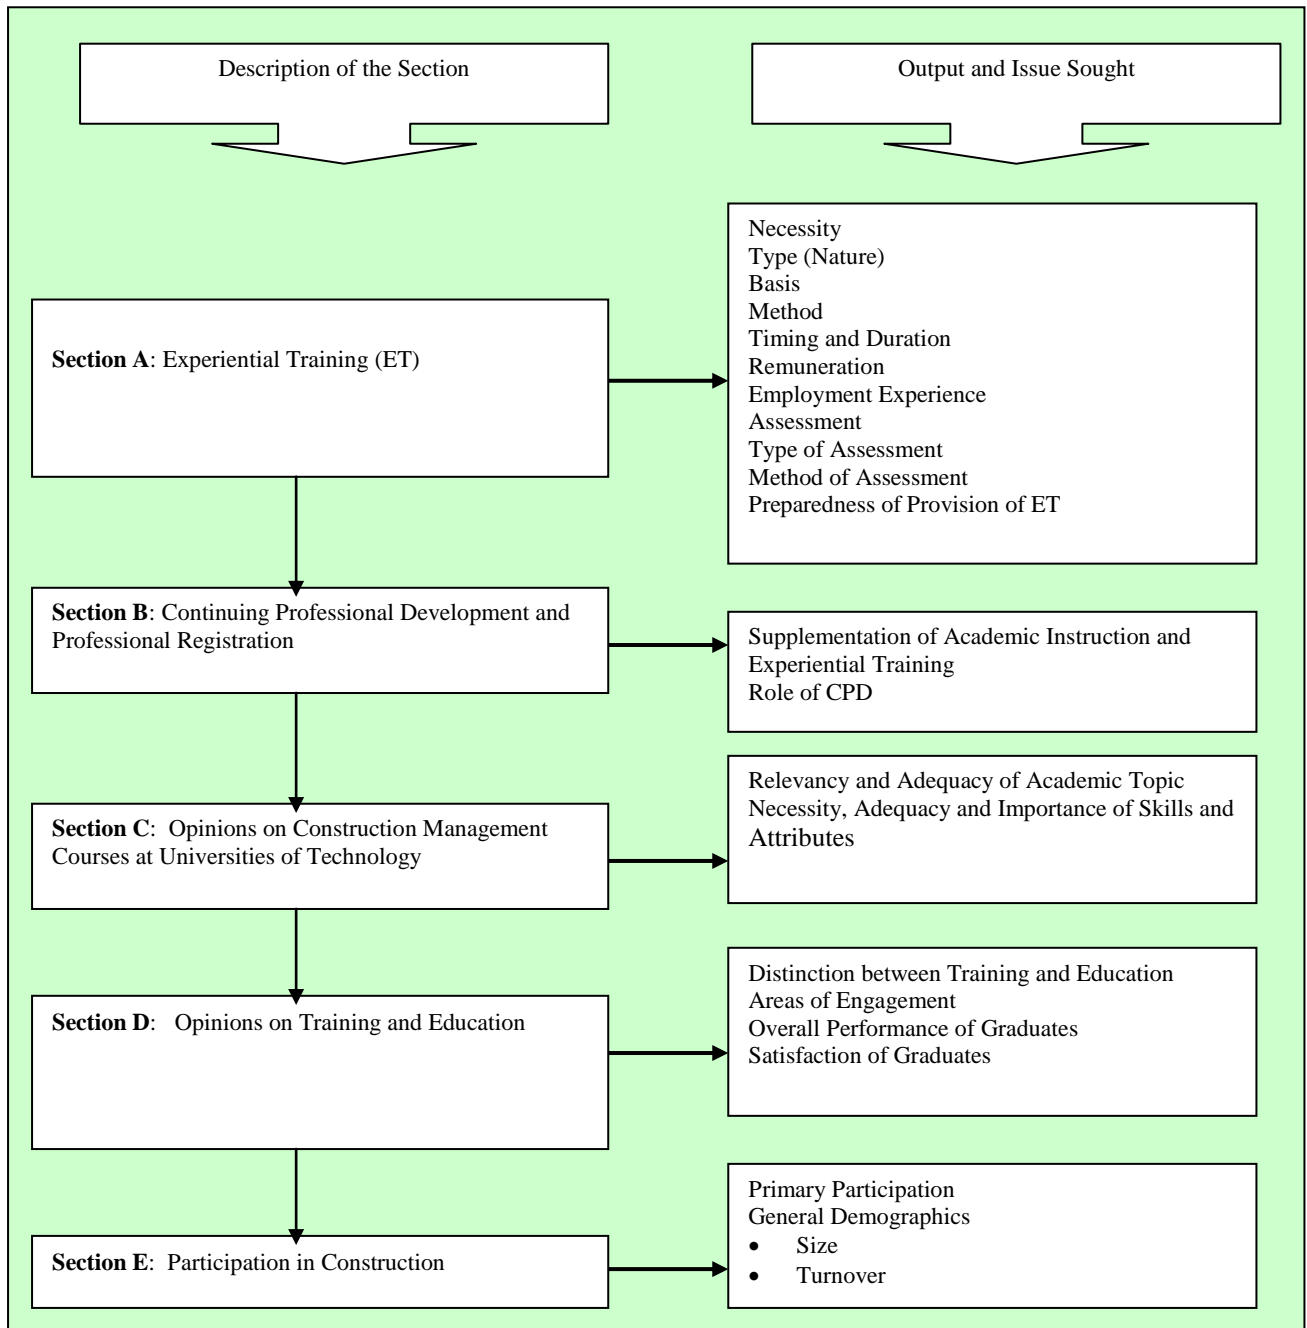 Description of the Section
Output and Issue Sought
Section A: Experiential Training (ET)
Necessity
Type (Nature)
Basis
Method
Timing and Duration
Remuneration
Employment Experience
Assessment
Type of Assessment
Method of Assessment
Preparedness of Provision of ET
Section B: Continuing Professional Development and
Professional Registration
Supplementation of Academic Instruction and
Experiential Training
Role of CPD
Section C: Opinions on Construction Management
Courses at Universities of Technology
Relevancy and Adequacy of Academic Topic
Necessity, Adequacy and Importance of Skills and
Attributes
Section D: Opinions on Training and Education
Distinction between Training and Education
Areas of Engagement
Overall Performance of Graduates
Satisfaction of Graduates
Section E: Participation in Construction
Primary Participation
General Demographics
• Size
• Turnover